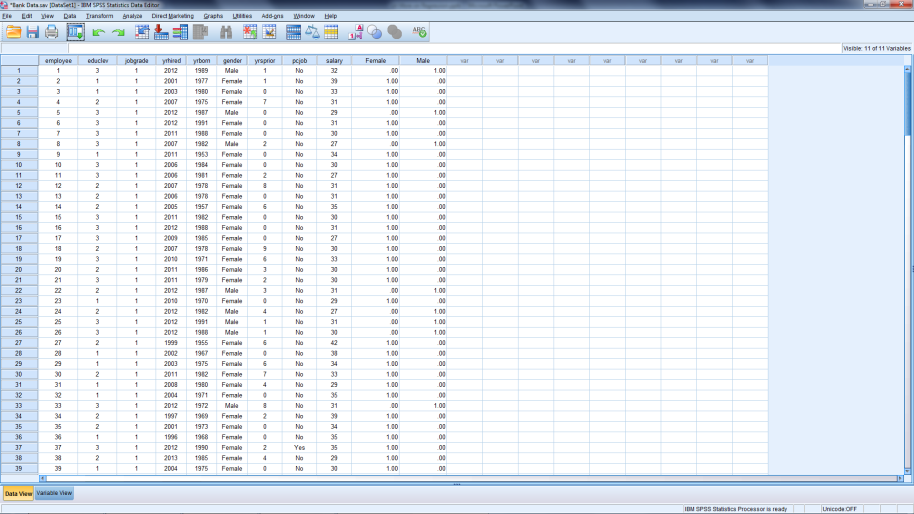 *Bank Data.sav [DataSet1] - IBM SPSS Statistics Data Editor
File Edit View Data Transform Analyze Direct Marketing Graphs Utilities Add-ons Window Help
Visible: 11 of 11 Variables
employee educlev jobgrade yrhired yrborn gender yrsprior pcjob salary Female Male var var var var var var var var var
1 1 3 1 2012 1989 Male 1 No 32 .00 1.00
2 2 1 1 2001 1977 Female 1 No 39 1.00 .00
3 3 1 1 2003 1980 Female 0 No 33 1.00 .00
4 4 2 1 2007 1975 Female 7 No 31 1.00 .00
5 5 3 1 2012 1987 Male 0 No 29 .00 1.00
6 6 3 1 2012 1991 Female 0 No 31 1.00 .00
7 7 3 1 2011 1988 Female 0 No 30 1.00 .00
8 8 3 1 2007 1982 Male 2 No 27 .00 1.00
9 9 1 1 2011 1953 Female 0 No 34 1.00 .00
10 10 3 1 2006 1984 Female 0 No 30 1.00 .00
11 11 3 1 2006 1981 Female 2 No 27 1.00 .00
12 12 2 1 2007 1978 Female 8 No 31 1.00 .00
13 13 2 1 2006 1978 Female 0 No 31 1.00 .00
14 14 2 1 2005 1957 Female 6 No 35 1.00 .00
15 15 3 1 2011 1982 Female 0 No 30 1.00 .00
16 16 3 1 2012 1988 Female 0 No 31 1.00 .00
17 17 3 1 2009 1985 Female 0 No 27 1.00 .00
18 18 2 1 2007 1978 Female 9 No 30 1.00 .00
19 19 3 1 2010 1971 Female 6 No 33 1.00 .00
20 20 2 1 2011 1986 Female 3 No 30 1.00 .00
21 21 3 1 2011 1979 Female 2 No 30 1.00 .00
22 22 2 1 2012 1987 Male 3 No 31 .00 1.00
23 23 1 1 2010 1970 Female 0 No 29 1.00 .00
24 24 2 1 2012 1982 Male 4 No 27 .00 1.00
25 25 3 1 2012 1991 Male 1 No 31 .00 1.00
26 26 3 1 2012 1988 Male 1 No 30 .00 1.00
27 27 2 1 1999 1955 Female 6 No 42 1.00 .00
28 28 1 1 2002 1967 Female 0 No 38 1.00 .00
29 29 1 1 2003 1975 Female 6 No 34 1.00 .00
30 30 2 1 2011 1982 Female 7 No 33 1.00 .00
31 31 1 1 2008 1980 Female 4 No 29 1.00 .00
32 32 1 1 2004 1971 Female 0 No 35 1.00 .00
33 33 3 1 2012 1972 Male 8 No 31 .00 1.00
34 34 2 1 1997 1969 Female 2 No 39 1.00 .00
35 35 2 1 2001 1973 Female 0 No 34 1.00 .00
36 36 1 1 1996 1968 Female 0 No 35 1.00 .00
37 37 3 1 2012 1990 Female 2 Yes 35 1.00 .00
38 38 2 1 2013 1985 Female 4 No 29 1.00 .00
39 39 1 1 2004 1975 Female 0 No 30 1.00 .00
Data View Variable View
IBM SPSS Statistics Processor is ready Unicode:OFF